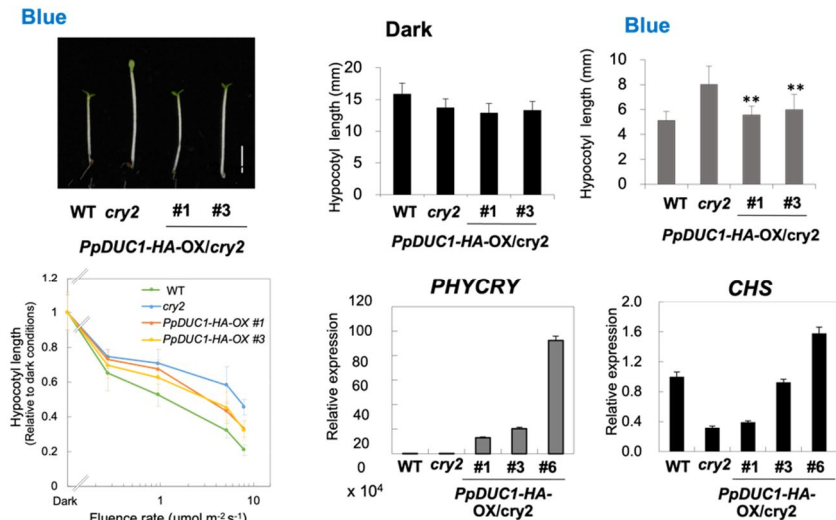 Blue
WT cry2 #1 #3
PpDUC1-HA-OX/cry2
Dark
Hypocotyl length (mm)
20
15
10
5
0
WT cry2 #1 #3
PpDUC1-HA-OX/cry2
Blue
Hypocotyl length (mm)
10
8
6
4
2
0
** **
WT cry2 #1 #3
PpDUC1-HA-OX/cry2
Hypocotyl length
(Relative to dark conditions)
1.2
1
0.8
0.6
0.4
0.2
0
WT
cry2
PpDUC1-HA-OX #1
PpDUC1-HA-OX #3
Dark 1 10
Fluence rate (µmol m-2 s-1)
PHYCRY
Relative expression
120
100
80
60
40
20
0
x 10⁴
WT cry2 #1 #3 #6
PpDUC1-HA-
OX/cry2
CHS
Relative expression
2.0
1.6
1.2
0.8
0.4
0
WT cry2 #1 #3 #6
PpDUC1-HA-
OX/cry2